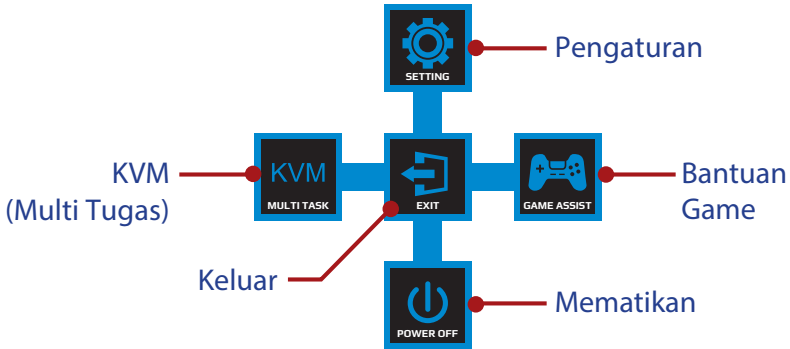 SETTING
Pengaturan
KVM
(Multi Tugas)
KVM
MULTI TASK
EXIT
GAME ASSIST
Bantuan
Game
Keluar
POWER OFF
Mematikan